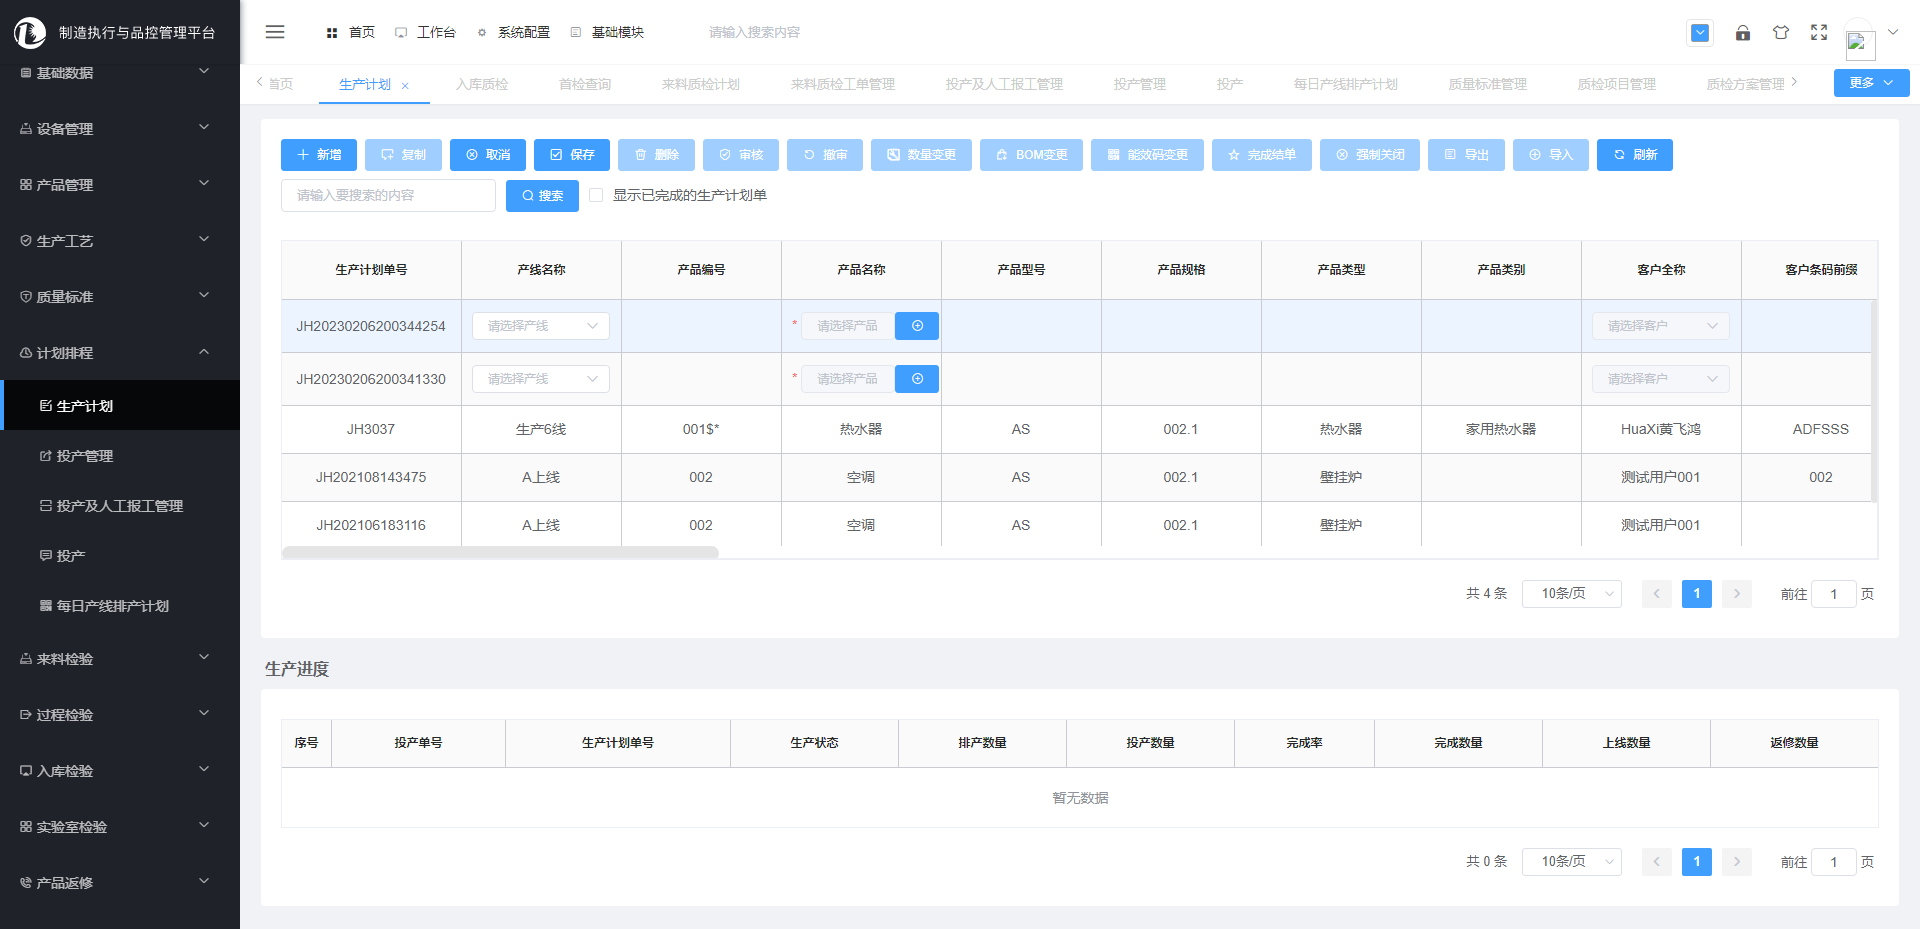 制造执行与品控管理平台
首页 工作台 系统配置 基础模块 请输入搜索内容
首页 生产计划 入库质检 首检查询 来料质检计划 来料质检工单管理 投产及人工报工管理 投产管理 投产 每日产线排产计划 质量标准管理 质检项目管理 质检方案管理 更多
基础数据
设备管理
产品管理
生产工艺
质量标准
计划排程
生产计划
投产管理
投产及人工报工管理
投产
每日产线排产计划
来料检验
过程检验
入库检验
实验室检验
产品返修
新增 复制 取消 保存 删除 审核 撤审 数量变更 BOM变更 能效码变更 完成结单 强制关闭 导出 导入 刷新
请输入要搜索的内容 搜索 显示已完成的生产计划单
生产计划单号 产线名称 产品编号 产品名称 产品型号 产品规格 产品类型 产品类别 客户全称 客户条码前缀
JH20230206200344254 请选择产线 * 请选择产品 请选择客户
JH20230206200341330 请选择产线 * 请选择产品 请选择客户
JH3037 生产6线 001$* 热水器 AS 002.1 热水器 家用热水器 HuaXi黄飞鸿 ADFSSS
JH202108143475 A上线 002 空调 AS 002.1 壁挂炉 测试用户001 002
JH202106183116 A上线 002 空调 AS 002.1 壁挂炉 测试用户001
共 4 条 10条/页 1 前往 1 页
生产进度
序号 投产单号 生产计划单号 生产状态 排产数量 投产数量 完成率 完成数量 上线数量 返修数量
暂无数据
共 0 条 10条/页 1 前往 1 页